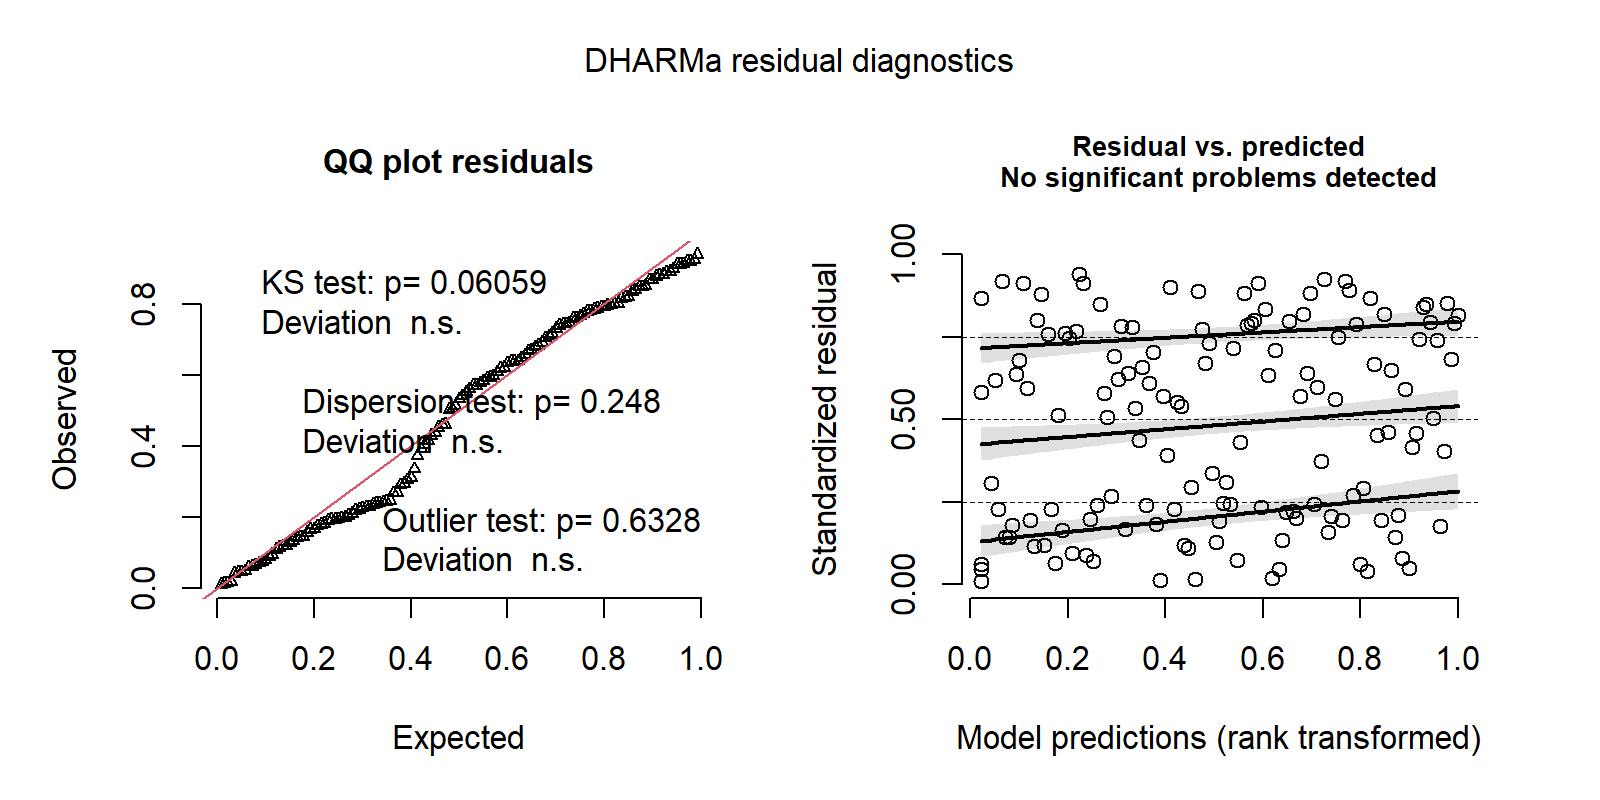 DHARMa residual diagnostics
QQ plot residuals
KS test: p= 0.06059
Deviation n.s.
Dispersion test: p= 0.248
Deviation n.s.
Outlier test: p= 0.6328
Deviation n.s.
Observed
0.0
0.4
0.8
0.0 0.2 0.4 0.6 0.8 1.0
Expected
Residual vs. predicted
No significant problems detected
Standardized residual
0.00
0.50
1.00
0.0 0.2 0.4 0.6 0.8 1.0
Model predictions (rank transformed)